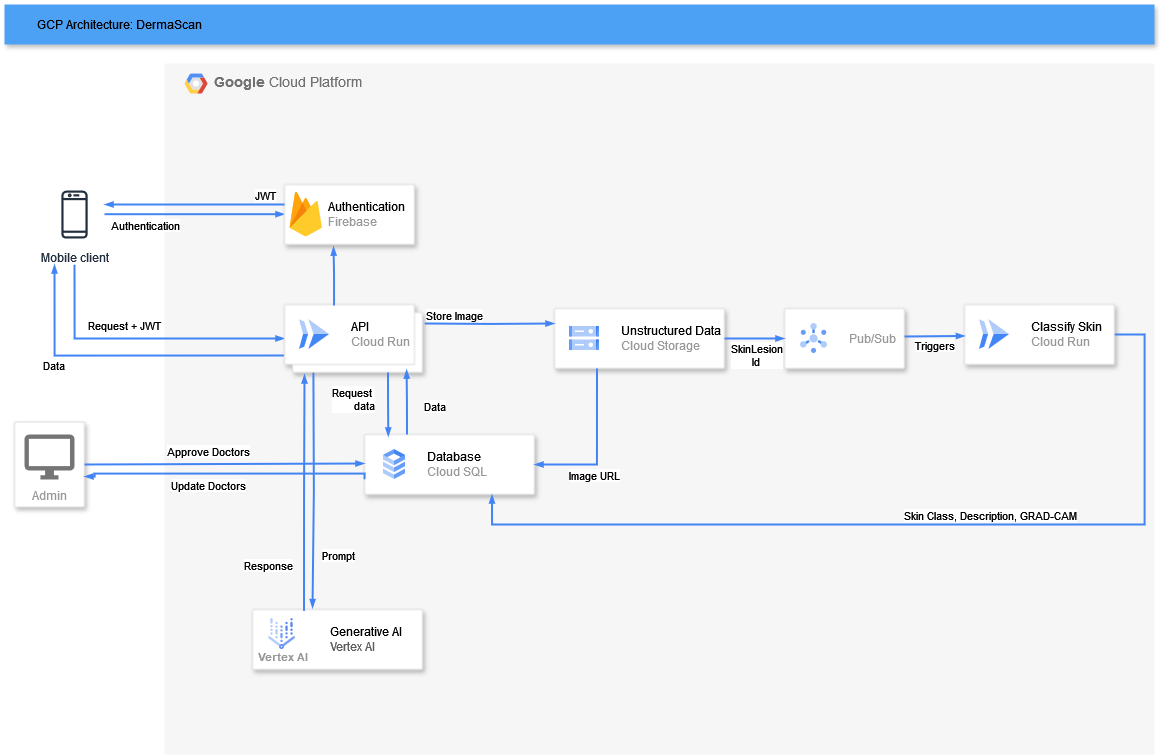 GCP Architecture: DermaScan
Google Cloud Platform
JWT
Authentication
Firebase
Authentication
Mobile client
Request + JWT
Data
API
Cloud Run
Store Image
Unstructured Data
Cloud Storage
SkinLesion
Id
Pub/Sub
Triggers
Classify Skin
Cloud Run
Request
data
Data
Approve Doctors
Update Doctors
Admin
Database
Cloud SQL
Image URL
Skin Class, Description, GRAD-CAM
Prompt
Response
Generative AI
Vertex AI
Vertex AI